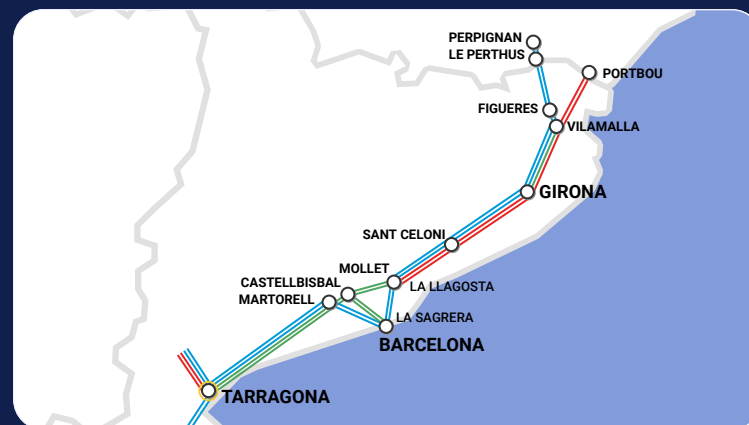 PERPIGNAN
LE PERTHUS
PORTBOU
FIGUERES
VILAMALLA
GIRONA
SANT CELONI
MOLLET
LA LLAGOSTA
CASTELLBISBAL
MARTORELL
LA SAGRERA
BARCELONA
TARRAGONA